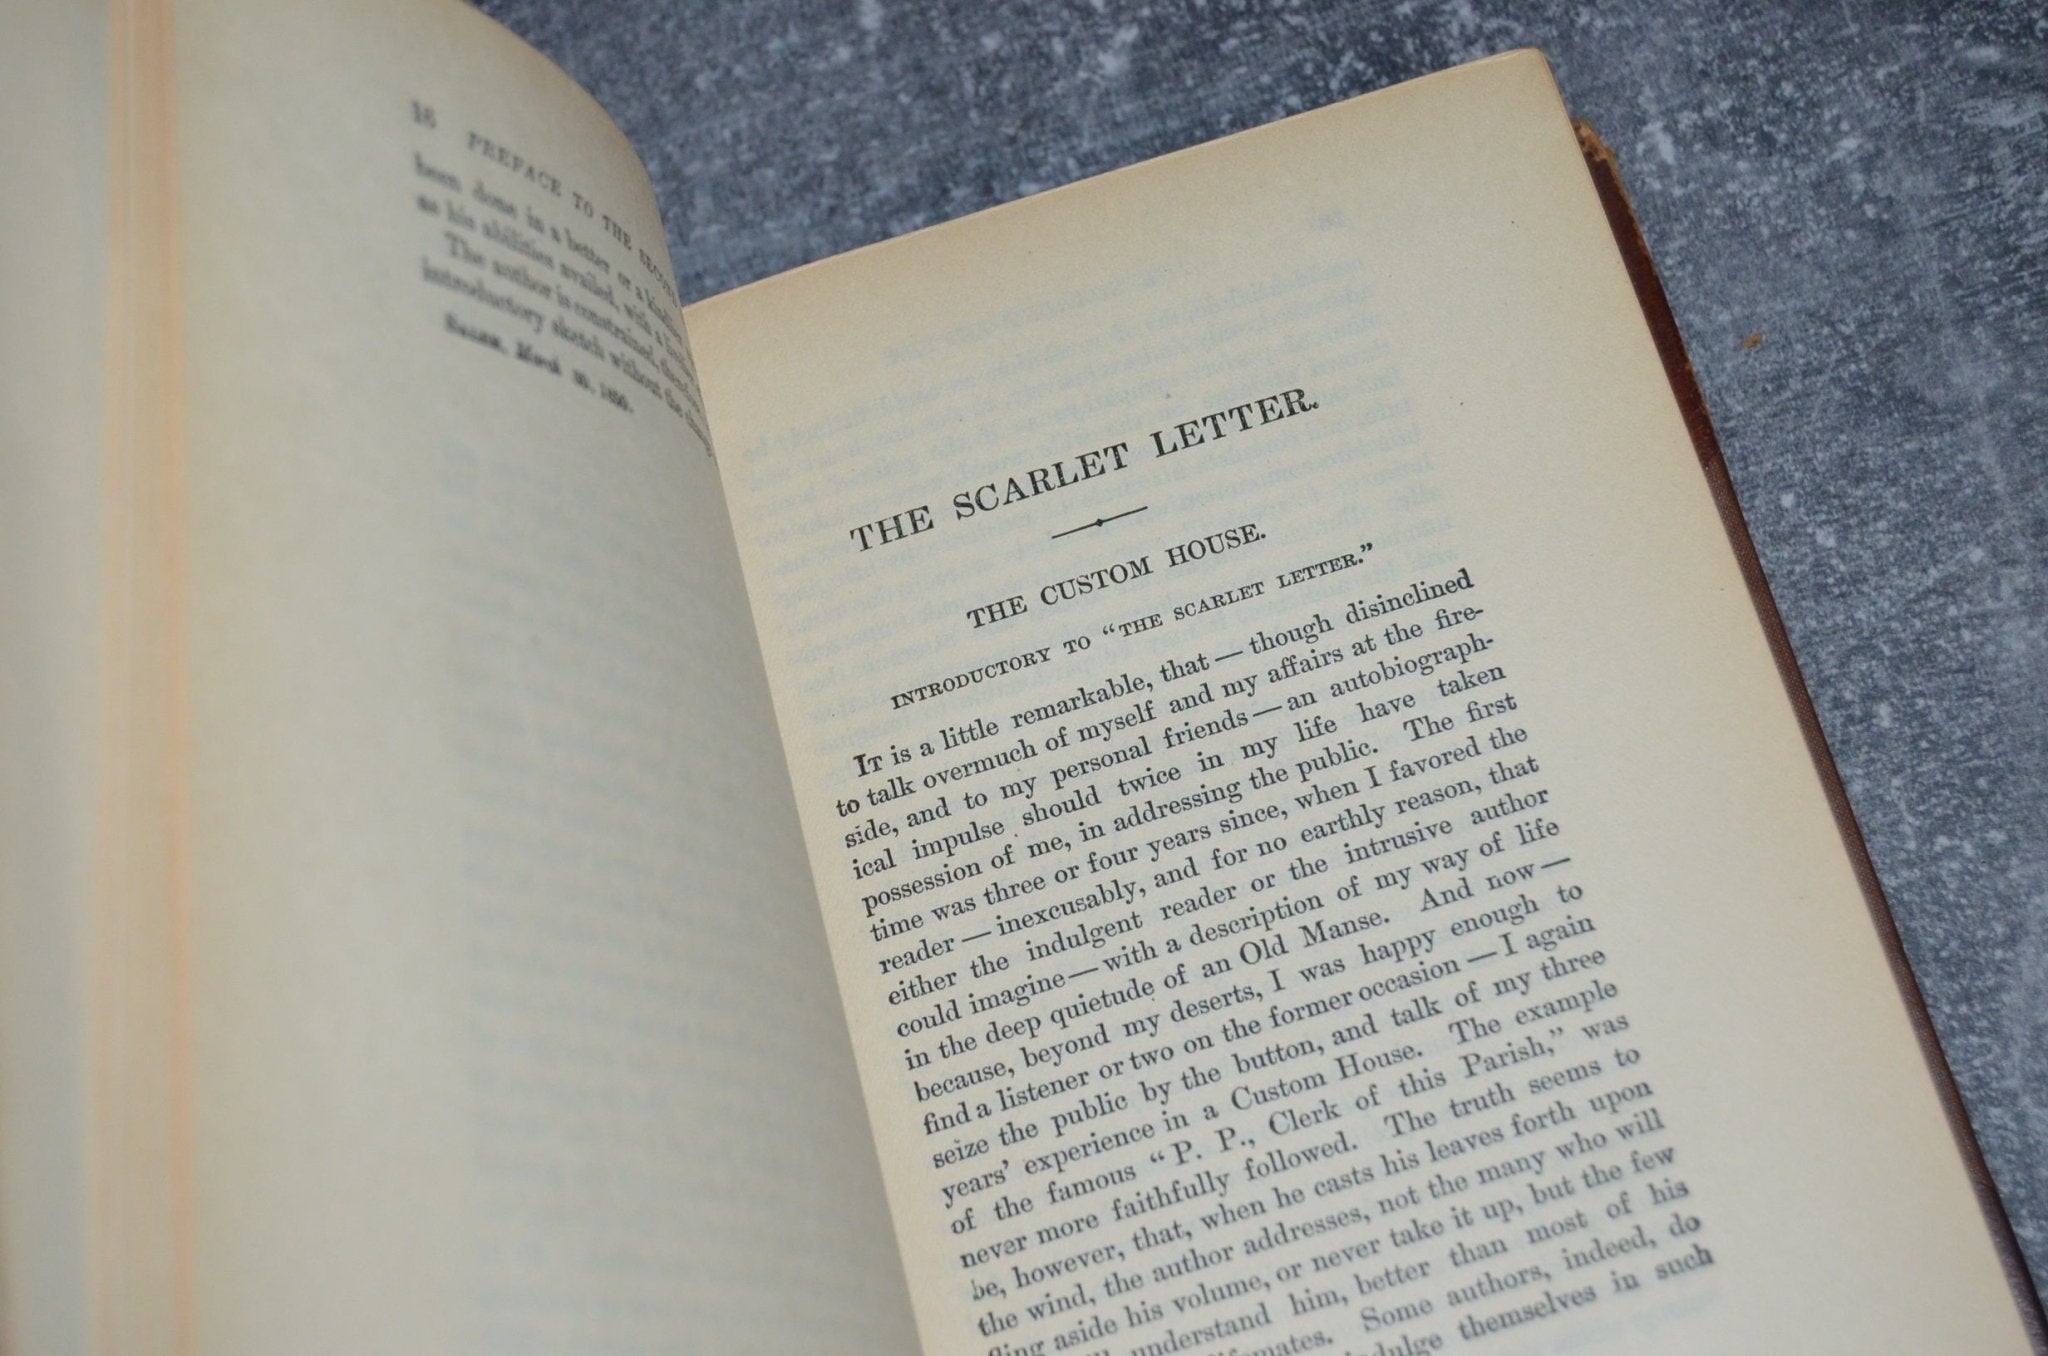 16 PREFACE TO THE SECOND
been done in a better or a kindlier
as his abilities availed, with a
The author is constrained,
introductory sketch without the
SALEM, March 30, 1850.
THE SCARLET LETTER.
THE CUSTOM HOUSE.
INTRODUCTORY TO "THE SCARLET LETTER."
IT is a little remarkable, that — though disinclined
to talk overmuch of myself and my affairs at the fire-
side, and to my personal friends — an autobiograph-
ical impulse should twice in my life have taken
possession of me, in addressing the public. The first
time was three or four years since, when I favored the
reader — inexcusably, and for no earthly reason, that
either the indulgent reader or the intrusive author
could imagine — with a description of my way of life
in the deep quietude of an Old Manse. And now —
because, beyond my deserts, I was happy enough to
find a listener or two on the former occasion — I again
seize the public by the button, and talk of my three
years' experience in a Custom House. The example
of the famous "P. P., Clerk of this Parish," was
never more faithfully followed. The truth seems to
be, however, that, when he casts his leaves forth upon
the wind, the author addresses, not the many who will
fling aside his volume, or never take it up, but the few
understand him, better than most of his
lifemates. Some authors, indeed, do
indulge themselves in such